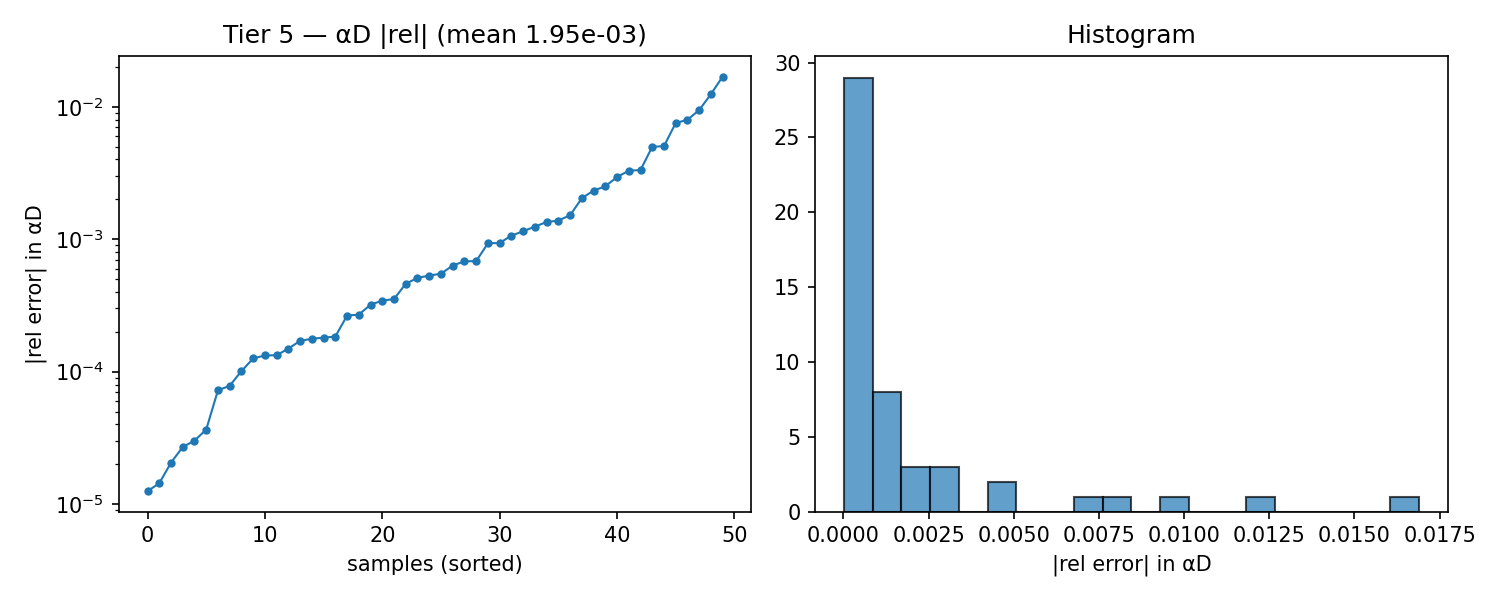 Tier 5 — αD |rel| (mean 1.95e-03)
|rel error| in αD
10⁻²
10⁻³
10⁻⁴
10⁻⁵
0 10 20 30 40 50
samples (sorted)
Histogram
30
25
20
15
10
5
0
0.0000 0.0025 0.0050 0.0075 0.0100 0.0125 0.0150 0.0175
|rel error| in αD